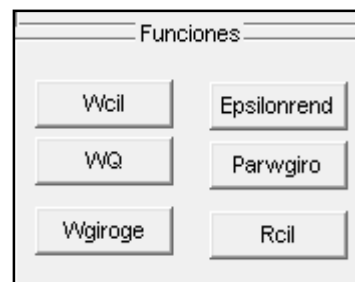 Funciones
Wcil
Epsilonrend
WQ
Parwgiro
Wgiroge
Rcil